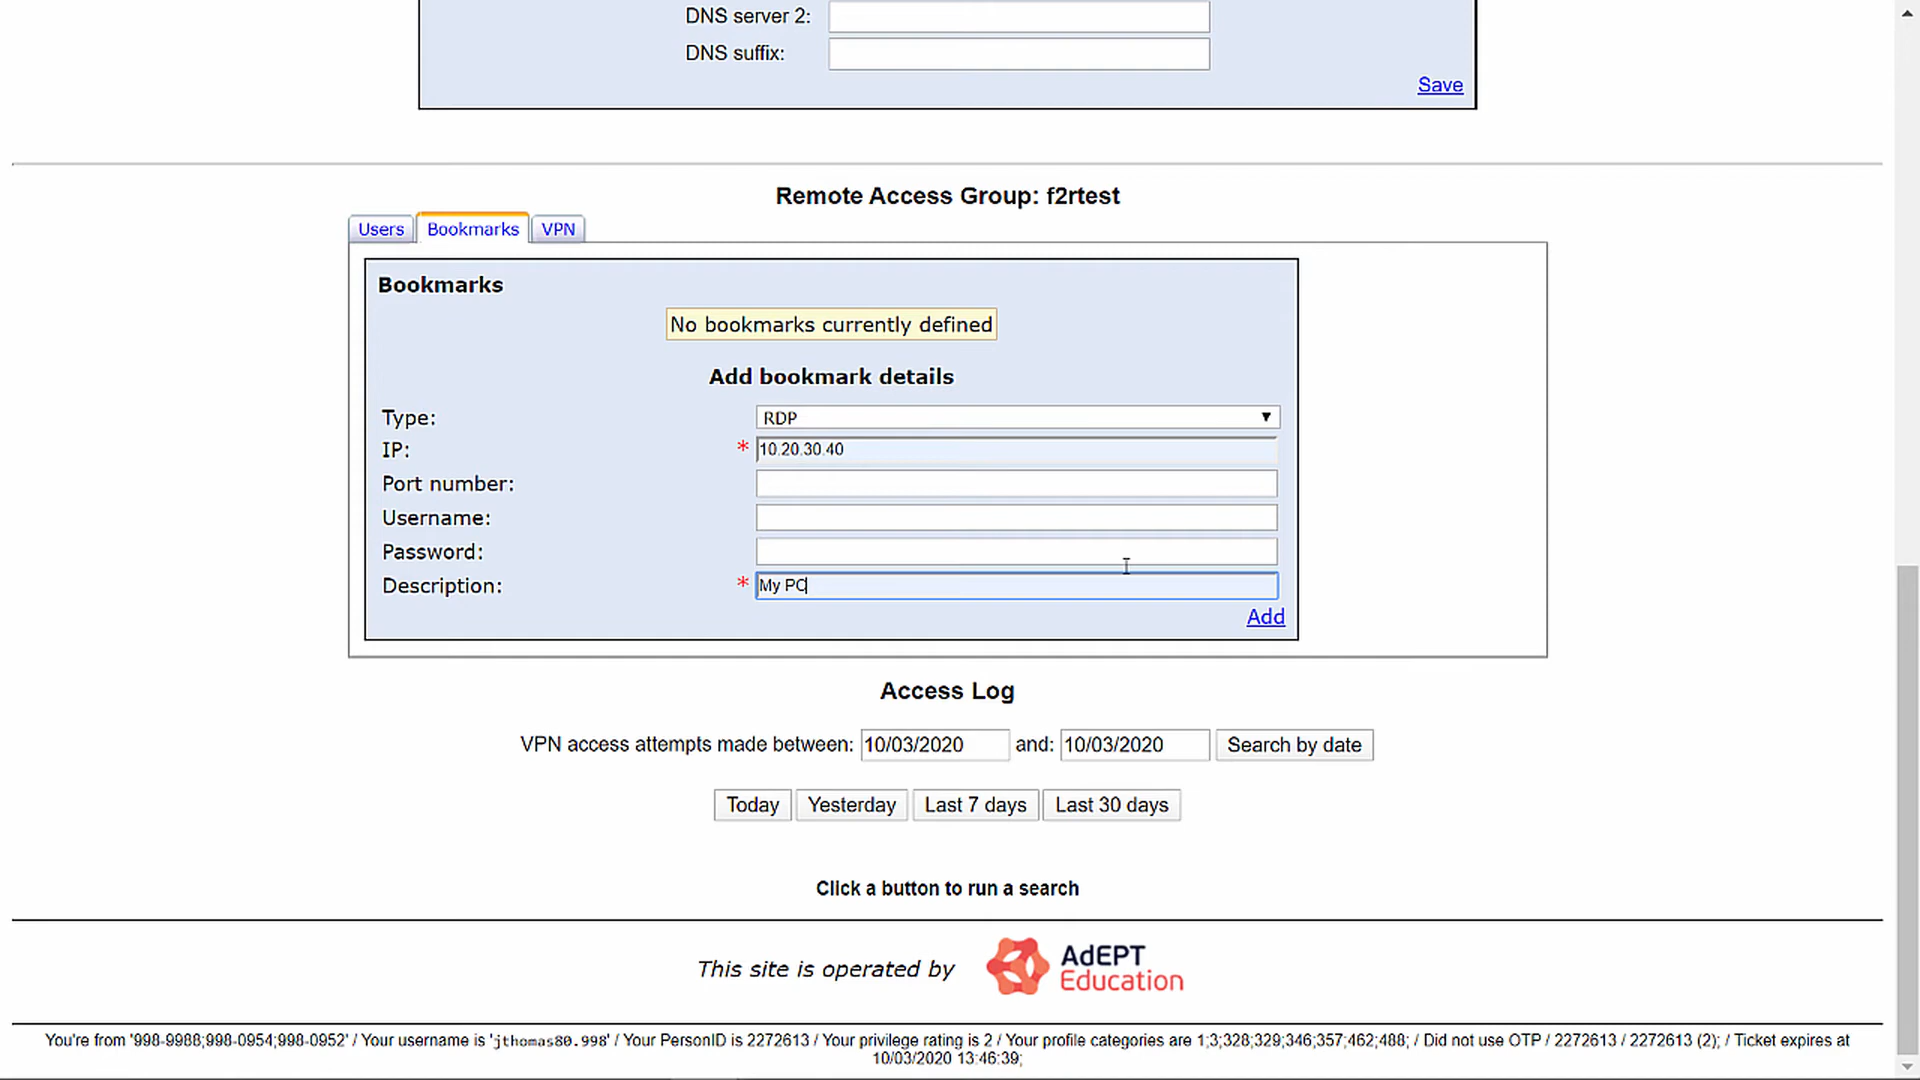 DNS server 2:
DNS suffix:
Save
Remote Access Group: f2rtest
Users Bookmarks VPN
Bookmarks
No bookmarks currently defined
Add bookmark details
Type: RDP ▼
IP: * 10.20.30.40
Port number:
Username:
Password:
Description: * My PC
Add
Access Log
VPN access attempts made between: 10/03/2020 and: 10/03/2020 Search by date
Today Yesterday Last 7 days Last 30 days
Click a button to run a search
This site is operated by AdEPT
Education
You're from '998-9988;998-0954;998-0952' / Your username is 'jthomas80.998' / Your PersonID is 2272613 / Your privilege rating is 2 / Your profile categories are 1;3;328;329;346;357;462;488; / Did not use OTP / 2272613 / 2272613 (2); / Ticket expires at
10/03/2020 13:46:39;